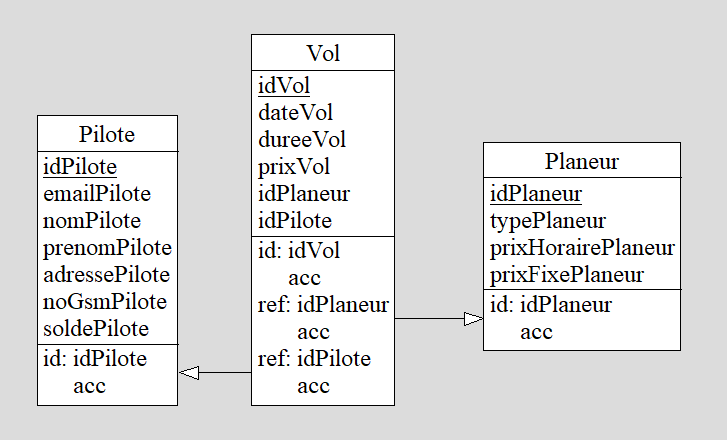 Pilote
idPilote
emailPilote
nomPilote
prenomPilote
adressePilote
noGsmPilote
soldePilote
id: idPilote
acc
Vol
idVol
dateVol
dureeVol
prixVol
idPlaneur
idPilote
id: idVol
acc
ref: idPlaneur
acc
ref: idPilote
acc
Planeur
idPlaneur
typePlaneur
prixHorairePlaneur
prixFixePlaneur
id: idPlaneur
acc